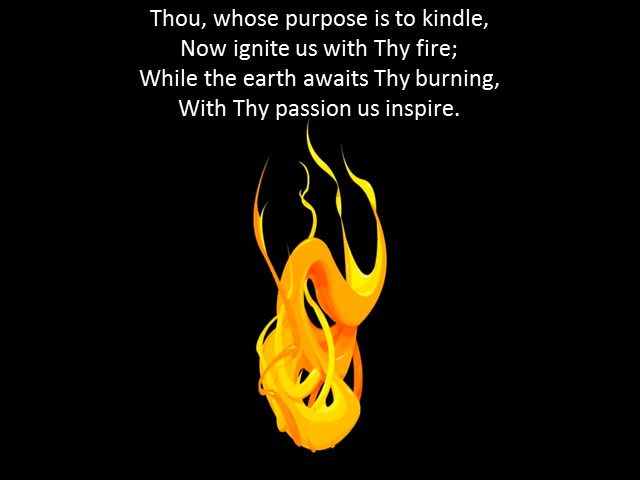 Thou, whose purpose is to kindle,
Now ignite us with Thy fire;
While the earth awaits Thy burning,
With Thy passion us inspire.